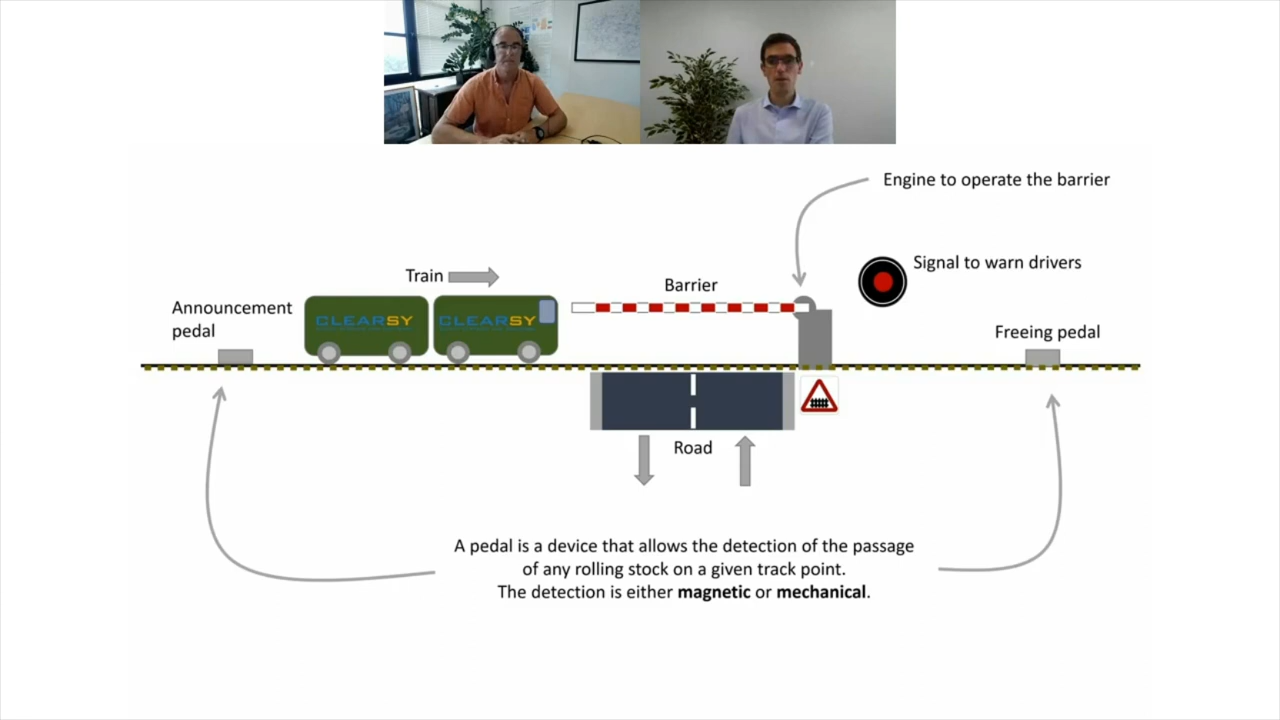 Engine to operate the barrier
Signal to warn drivers
Train
Barrier
Announcement
pedal
CLEARSY
CLEARSY
Freeing pedal
Road
A pedal is a device that allows the detection of the passage
of any rolling stock on a given track point.
The detection is either magnetic or mechanical.